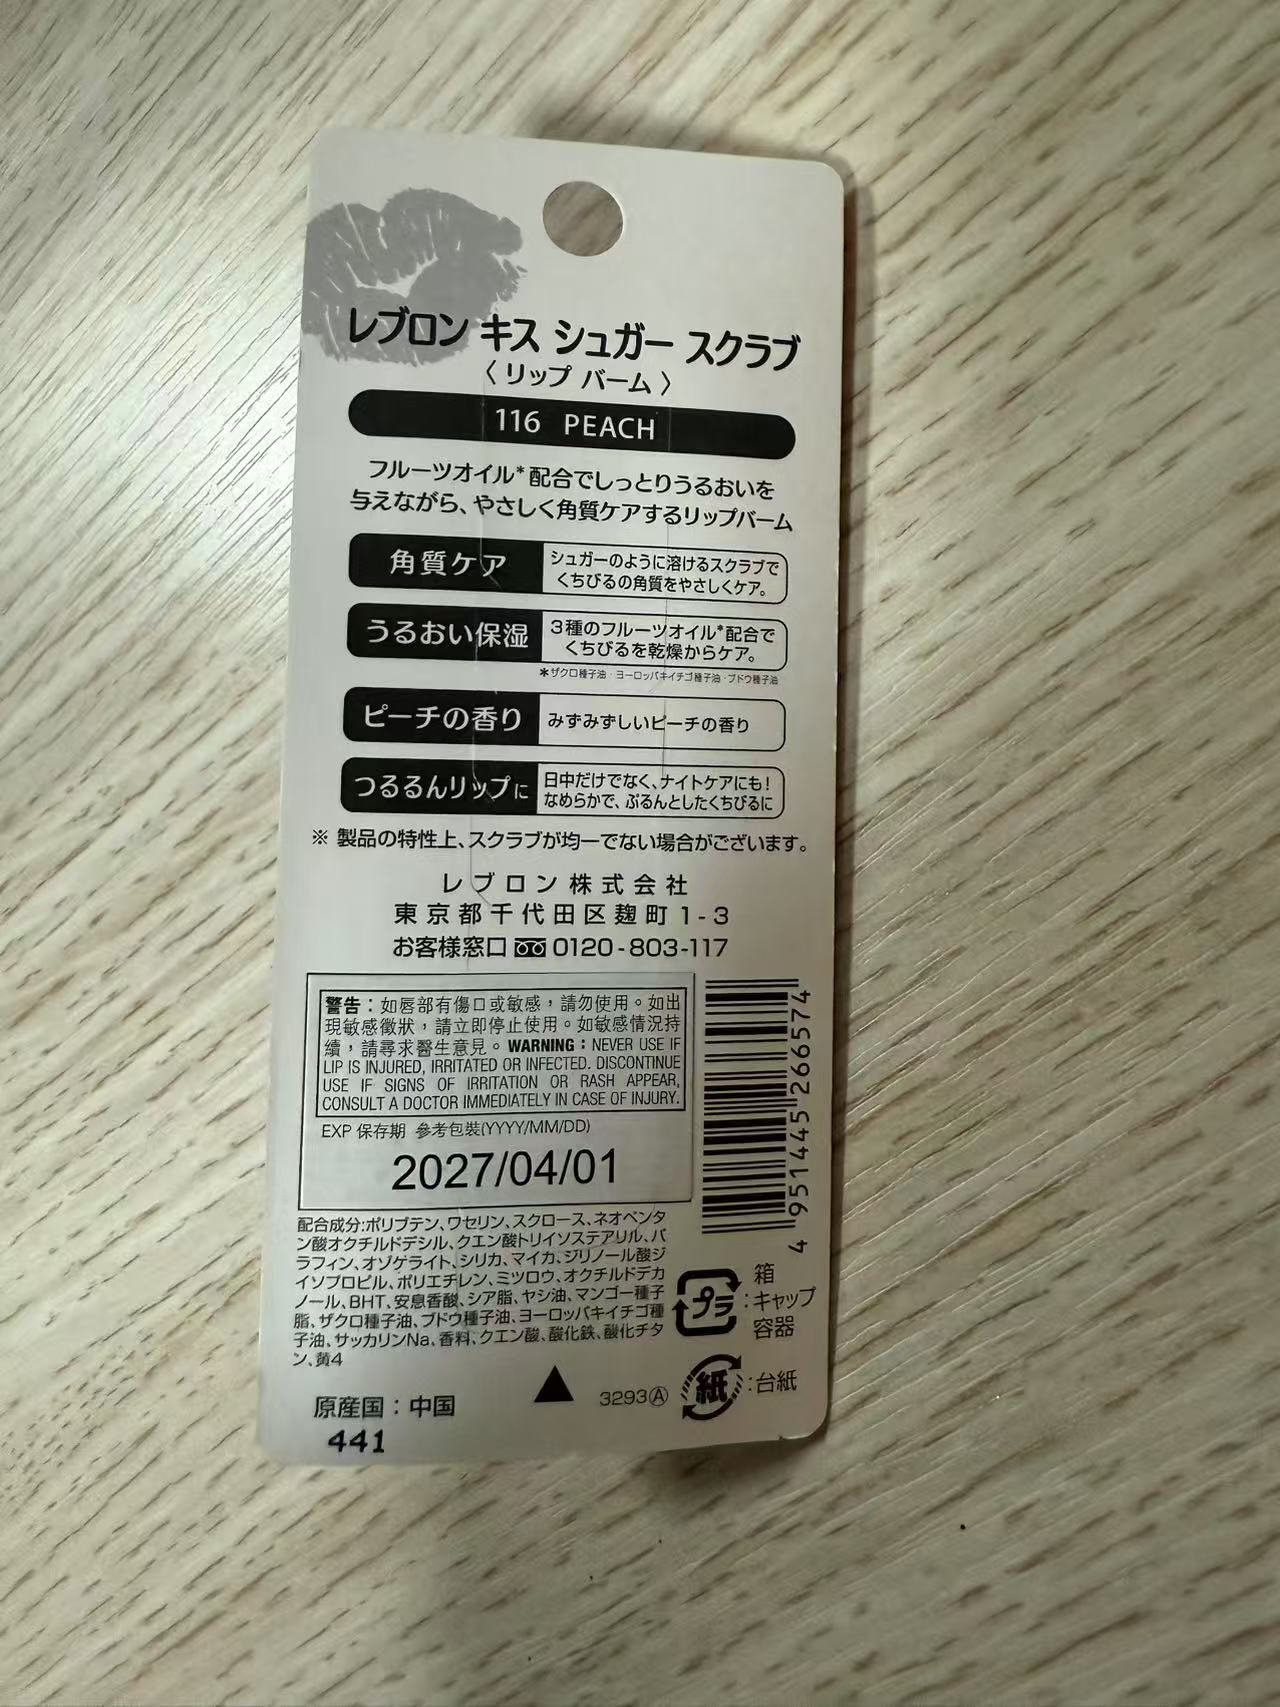 レブロン キス シュガー スクラブ
〈 リップ バーム 〉
116 PEACH
フルーツオイル*配合でしっとりうるおいを
与えながら、やさしく角質ケアするリップバーム
角質ケア
シュガーのように溶けるスクラブで
くちびるの角質をやさしくケア。
うるおい保湿
3種のフルーツオイル*配合で
くちびるを乾燥からケア。
*ザクロ種子油・ヨーロッパキイチゴ種子油・ブドウ種子油
ピーチの香り
みずみずしいピーチの香り
つるるんリップに
日中だけでなく、ナイトケアにも!
なめらかで、ぷるんとしたくちびるに
※ 製品の特性上、スクラブが均一でない場合がございます。
レブロン株式会社
東京都千代田区麹町1-3
お客様窓口 0120-803-117
警告:如唇部有傷口或敏感,請勿使用。如出
現敏感徵狀,請立即停止使用。如敏感情況持
續,請尋求醫生意見。WARNING: NEVER USE IF
LIP IS INJURED, IRRITATED OR INFECTED. DISCONTINUE
USE IF SIGNS OF IRRITATION OR RASH APPEAR,
CONSULT A DOCTOR IMMEDIATELY IN CASE OF INJURY.
EXP 保存期 參考包裝(YYYY/MM/DD)
2027/04/01
4 951445 266574
配合成分:ポリブテン、ワセリン、スクロース、ネオペンタ
ン酸オクチルドデシル、クエン酸トリイソステアリル、パ
ラフィン、オゾケライト、シリカ、マイカ、ジリノール酸ジ
イソプロピル、ポリエチレン、ミツロウ、オクチルドデカ
ノール、BHT、安息香酸、シア脂、ヤシ油、マンゴー種子
脂、ザクロ種子油、ブドウ種子油、ヨーロッパキイチゴ種
子油、サッカリンNa、香料、クエン酸、酸化鉄、酸化チタ
ン、黄4
プラ
:
箱
キャップ
容器
原産国:中国
441
3293Ⓐ
紙
:台紙